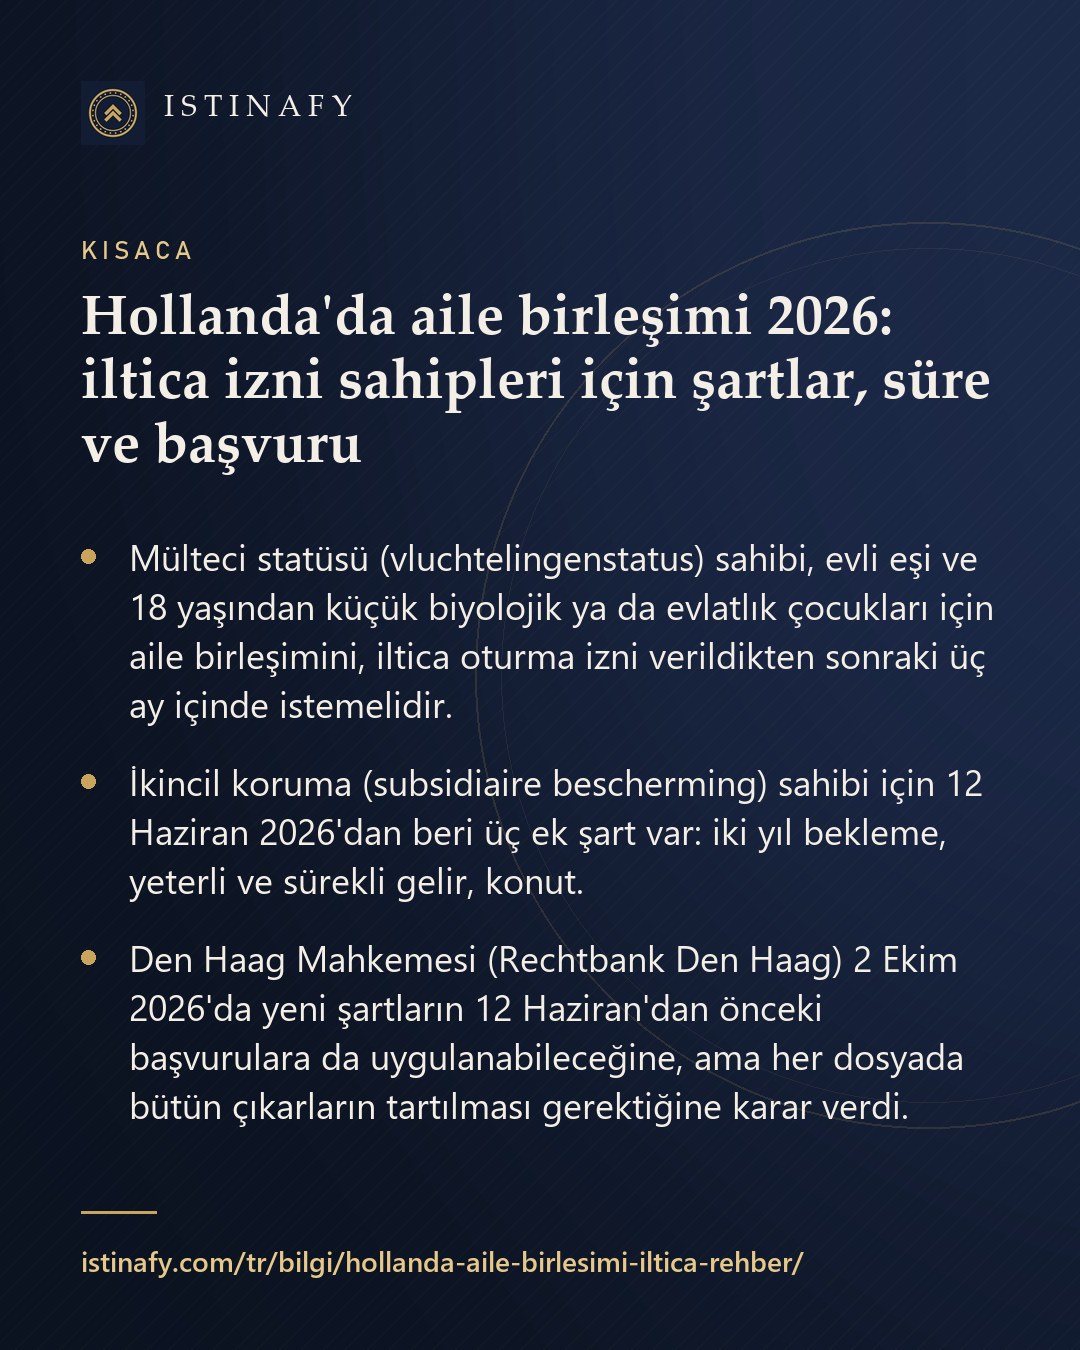 ISTINAFY
KISACA
Hollanda'da aile birleşimi 2026:
iltica izni sahipleri için şartlar, süre
ve başvuru
Mülteci statüsü (vluchtelingenstatus) sahibi, evli eşi ve
18 yaşından küçük biyolojik ya da evlatlık çocukları için
aile birleşimini, iltica oturma izni verildikten sonraki üç
ay içinde istemelidir.
İkincil koruma (subsidiaire bescherming) sahibi için 12
Haziran 2026'dan beri üç ek şart var: iki yıl bekleme,
yeterli ve sürekli gelir, konut.
Den Haag Mahkemesi (Rechtbank Den Haag) 2 Ekim
2026'da yeni şartların 12 Haziran'dan önceki
başvurulara da uygulanabileceğine, ama her dosyada
bütün çıkarların tartılması gerektiğine karar verdi.
istinafy.com/tr/bilgi/hollanda-aile-birlesimi-iltica-rehber/